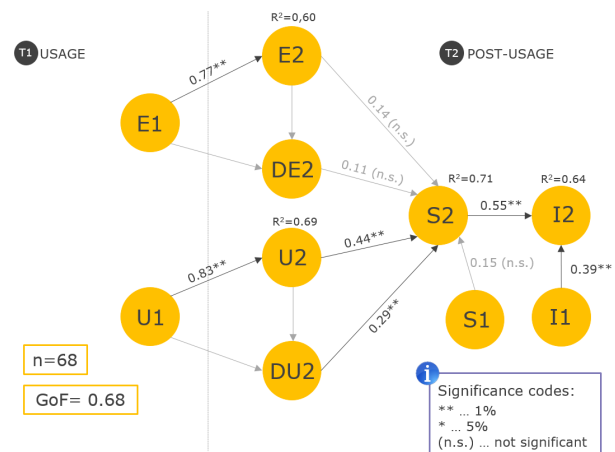 T1 USAGE
T2 POST-USAGE
R²=0,60
E2
0.77**
E1
0.14 (n.s.)
DE2
0.11 (n.s.)
R²=0.71
R²=0.64
S2
0.55**
I2
R²=0.69
U2
0.44**
0.83**
0.15 (n.s.)
0.39**
U1
0.29**
S1
I1
DU2
n=68
GoF= 0.68
i
Significance codes:
** ... 1%
* ... 5%
(n.s.) ... not significant